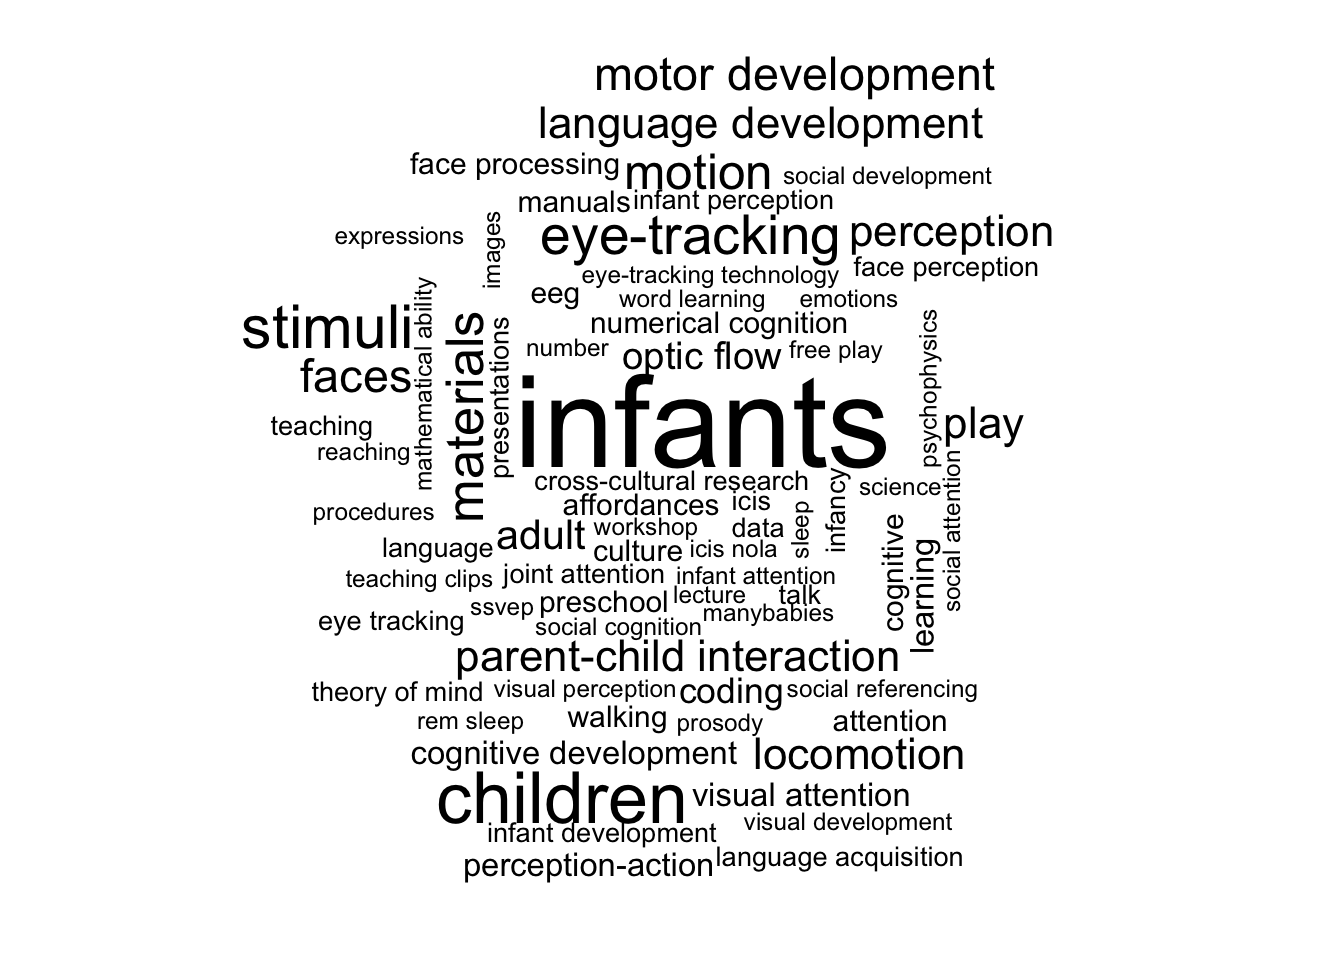 motor development
language development
face processing
motion
social development
manuals
infant perception
expressions
images
eye-tracking
perception
eye-tracking technology
face perception
mathematical ability
eeg
word learning
emotions
stimuli
materials
presentations
numerical cognition
psychophysics
number
optic flow
free play
faces
infants
play
teaching
reaching
cross-cultural research
science
social attention
procedures
affordances
icis
sleep
infancy
adult
workshop
data
cognitive
learning
language
culture
icis nola
teaching clips
joint attention
infant attention
ssvep
preschool
lecture
talk
manybabies
eye tracking
social cognition
parent-child interaction
theory of mind
visual perception
coding
social referencing
rem sleep
walking
prosody
attention
cognitive development
locomotion
children
visual attention
infant development
visual development
perception-action
language acquisition